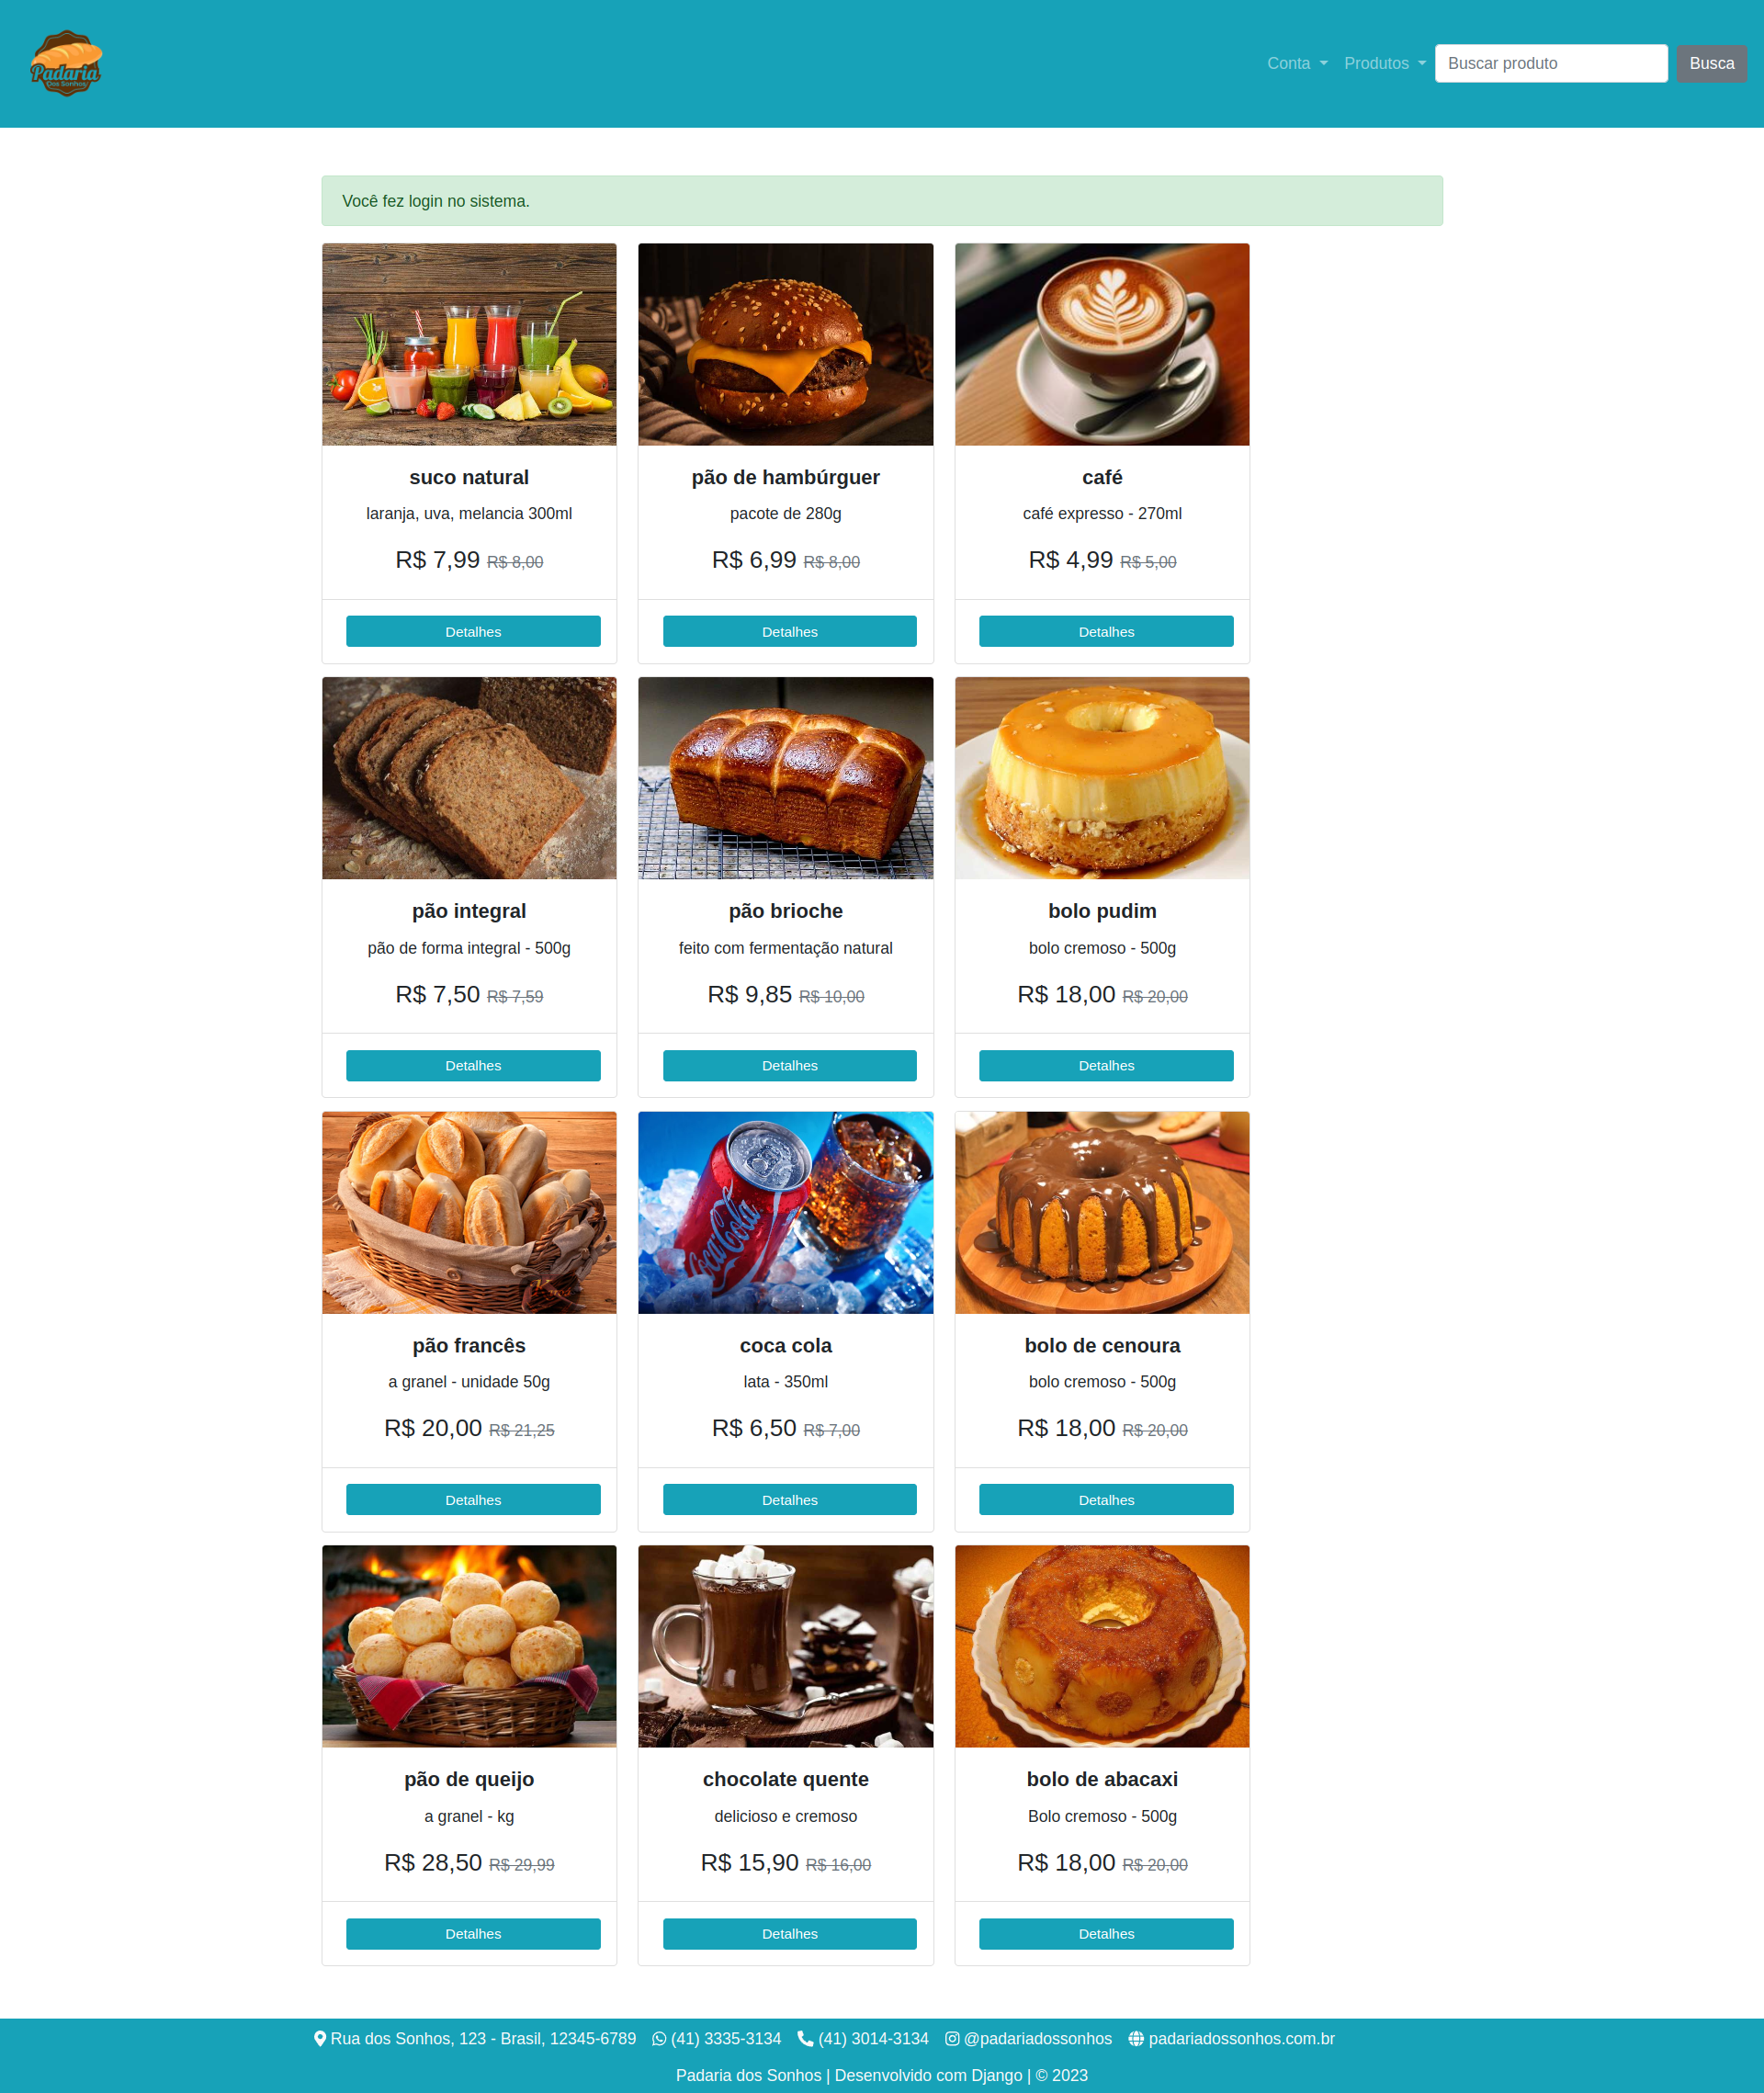 Padaria
Dos Sonhos
Conta
Produtos
Buscar produto
Busca
Você fez login no sistema.
suco natural
laranja, uva, melancia 300ml
R$ 7,99 R$ 8,00
Detalhes
pão de hambúrguer
pacote de 280g
R$ 6,99 R$ 8,00
Detalhes
café
café expresso - 270ml
R$ 4,99 R$ 5,00
Detalhes
pão integral
pão de forma integral - 500g
R$ 7,50 R$ 7,59
Detalhes
pão brioche
feito com fermentação natural
R$ 9,85 R$ 10,00
Detalhes
bolo pudim
bolo cremoso - 500g
R$ 18,00 R$ 20,00
Detalhes
pão francês
a granel - unidade 50g
R$ 20,00 R$ 21,25
Detalhes
Coca-Cola
coca cola
lata - 350ml
R$ 6,50 R$ 7,00
Detalhes
bolo de cenoura
bolo cremoso - 500g
R$ 18,00 R$ 20,00
Detalhes
pão de queijo
a granel - kg
R$ 28,50 R$ 29,99
Detalhes
chocolate quente
delicioso e cremoso
R$ 15,90 R$ 16,00
Detalhes
bolo de abacaxi
Bolo cremoso - 500g
R$ 18,00 R$ 20,00
Detalhes
Rua dos Sonhos, 123 - Brasil, 12345-6789 (41) 3335-3134 (41) 3014-3134 @padariadossonhos padariadossonhos.com.br
Padaria dos Sonhos | Desenvolvido com Django | © 2023